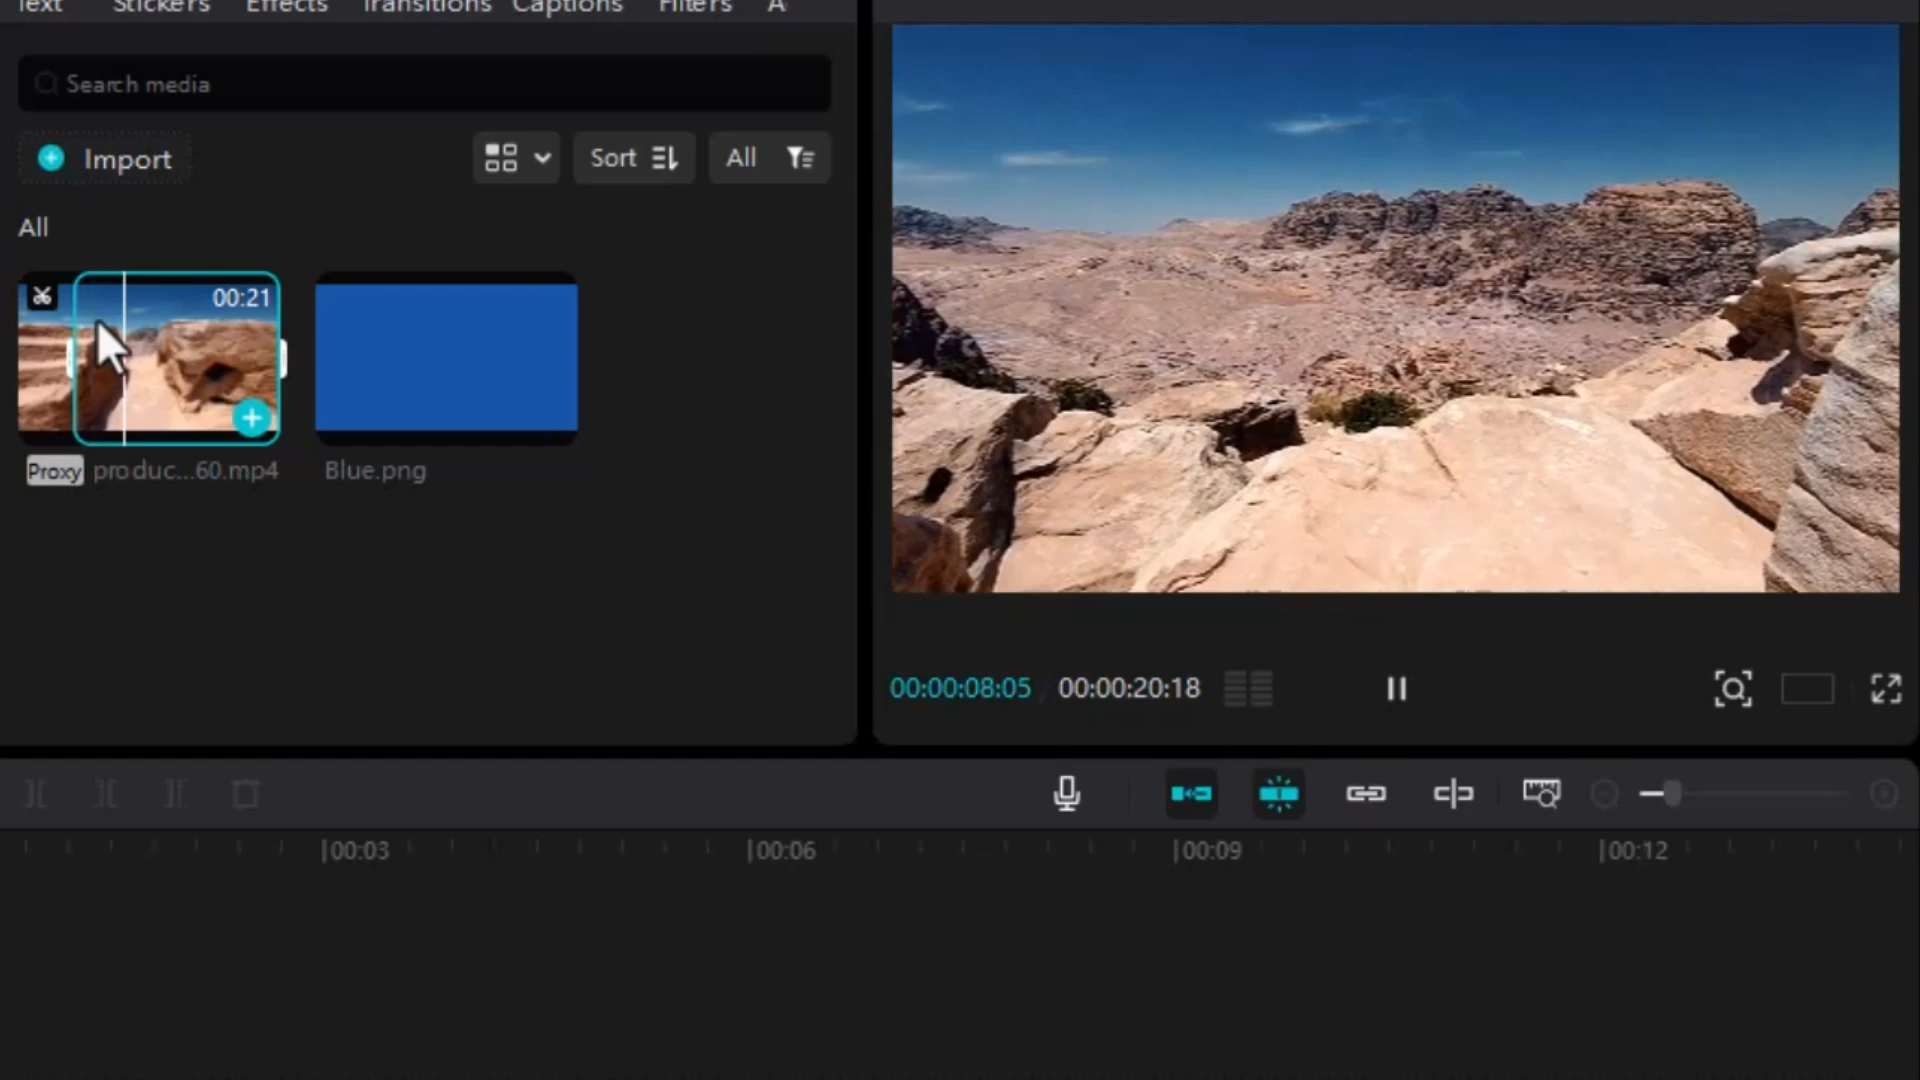 Text Stickers Effects Transitions Captions Filters A
Search media
Import
Sort
All
All
00:21
Proxy produc...60.mp4
Blue.png
00:00:08:05 / 00:00:20:18
00:03 00:06 00:09 00:12